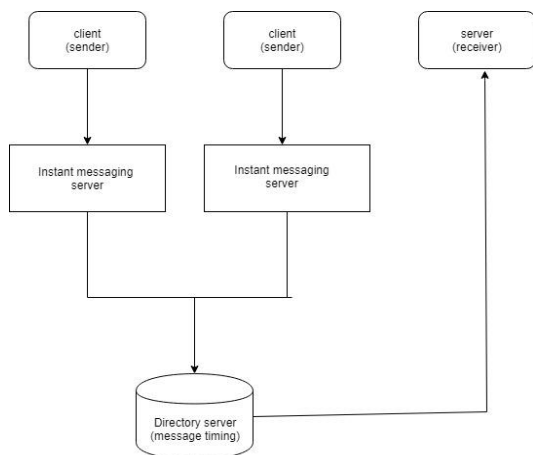 client
(sender)
client
(sender)
server
(receiver)
Instant messaging
server
Instant messaging
server
Directory server
(message timing)